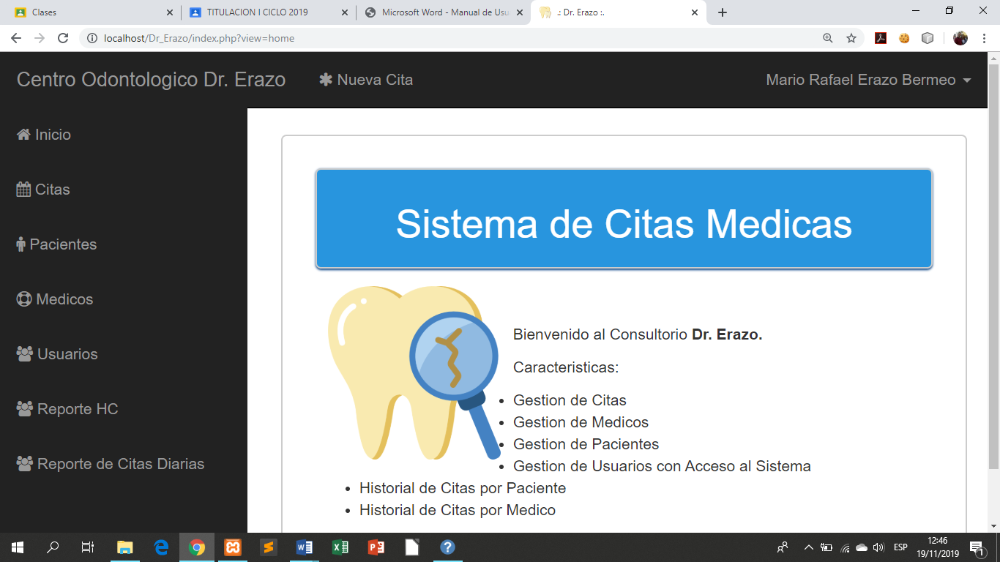 Clases
TITULACION I CICLO 2019
Microsoft Word - Manual de Usu
.: Dr. Erazo :.
localhost/Dr_Erazo/index.php?view=home
Centro Odontologico Dr. Erazo
Nueva Cita
Mario Rafael Erazo Bermeo
Inicio
Citas
Pacientes
Medicos
Usuarios
Reporte HC
Reporte de Citas Diarias
Sistema de Citas Medicas
Bienvenido al Consultorio Dr. Erazo.
Caracteristicas:
Gestion de Citas
Gestion de Medicos
Gestion de Pacientes
Gestion de Usuarios con Acceso al Sistema
Historial de Citas por Paciente
Historial de Citas por Medico
ESP
12:46
19/11/2019
1